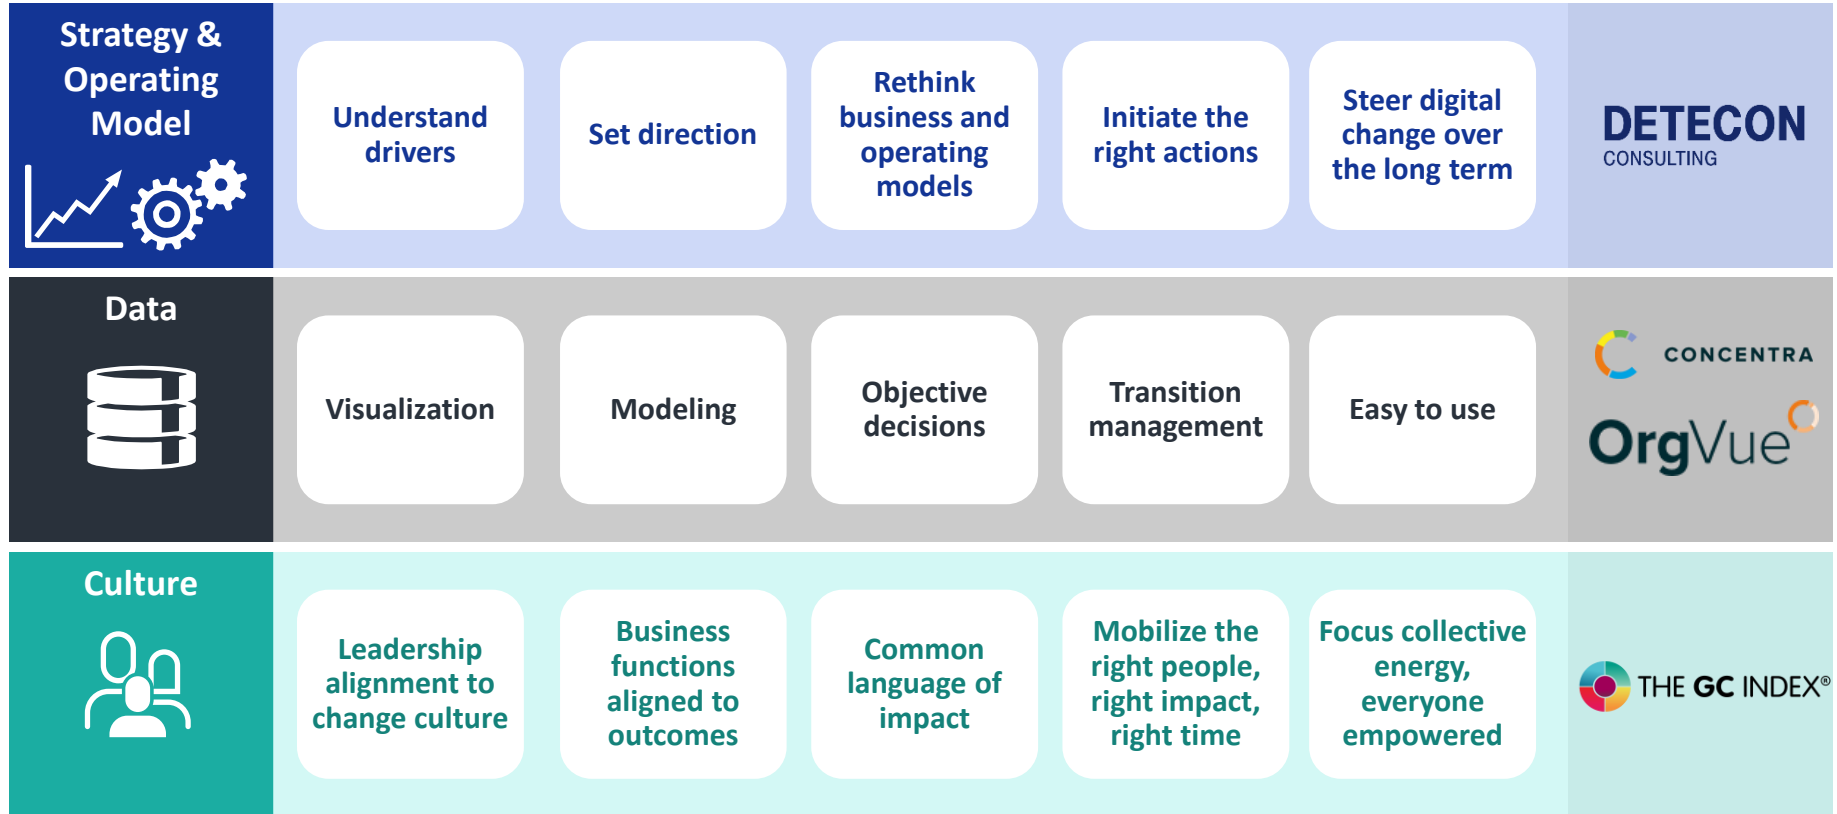 Strategy &
Operating
Model
Understand
drivers
Set direction
Rethink
business and
operating
models
Initiate the
right actions
Steer digital
change over
the long term
DETECON
CONSULTING
Data
Visualization
Modeling
Objective
decisions
Transition
management
Easy to use
CONCENTRA
OrgVue
Culture
Leadership
alignment to
change culture
Business
functions
aligned to
outcomes
Common
language of
impact
Mobilize the
right people,
right impact,
right time
Focus collective
energy,
everyone
empowered
THE GC INDEX®